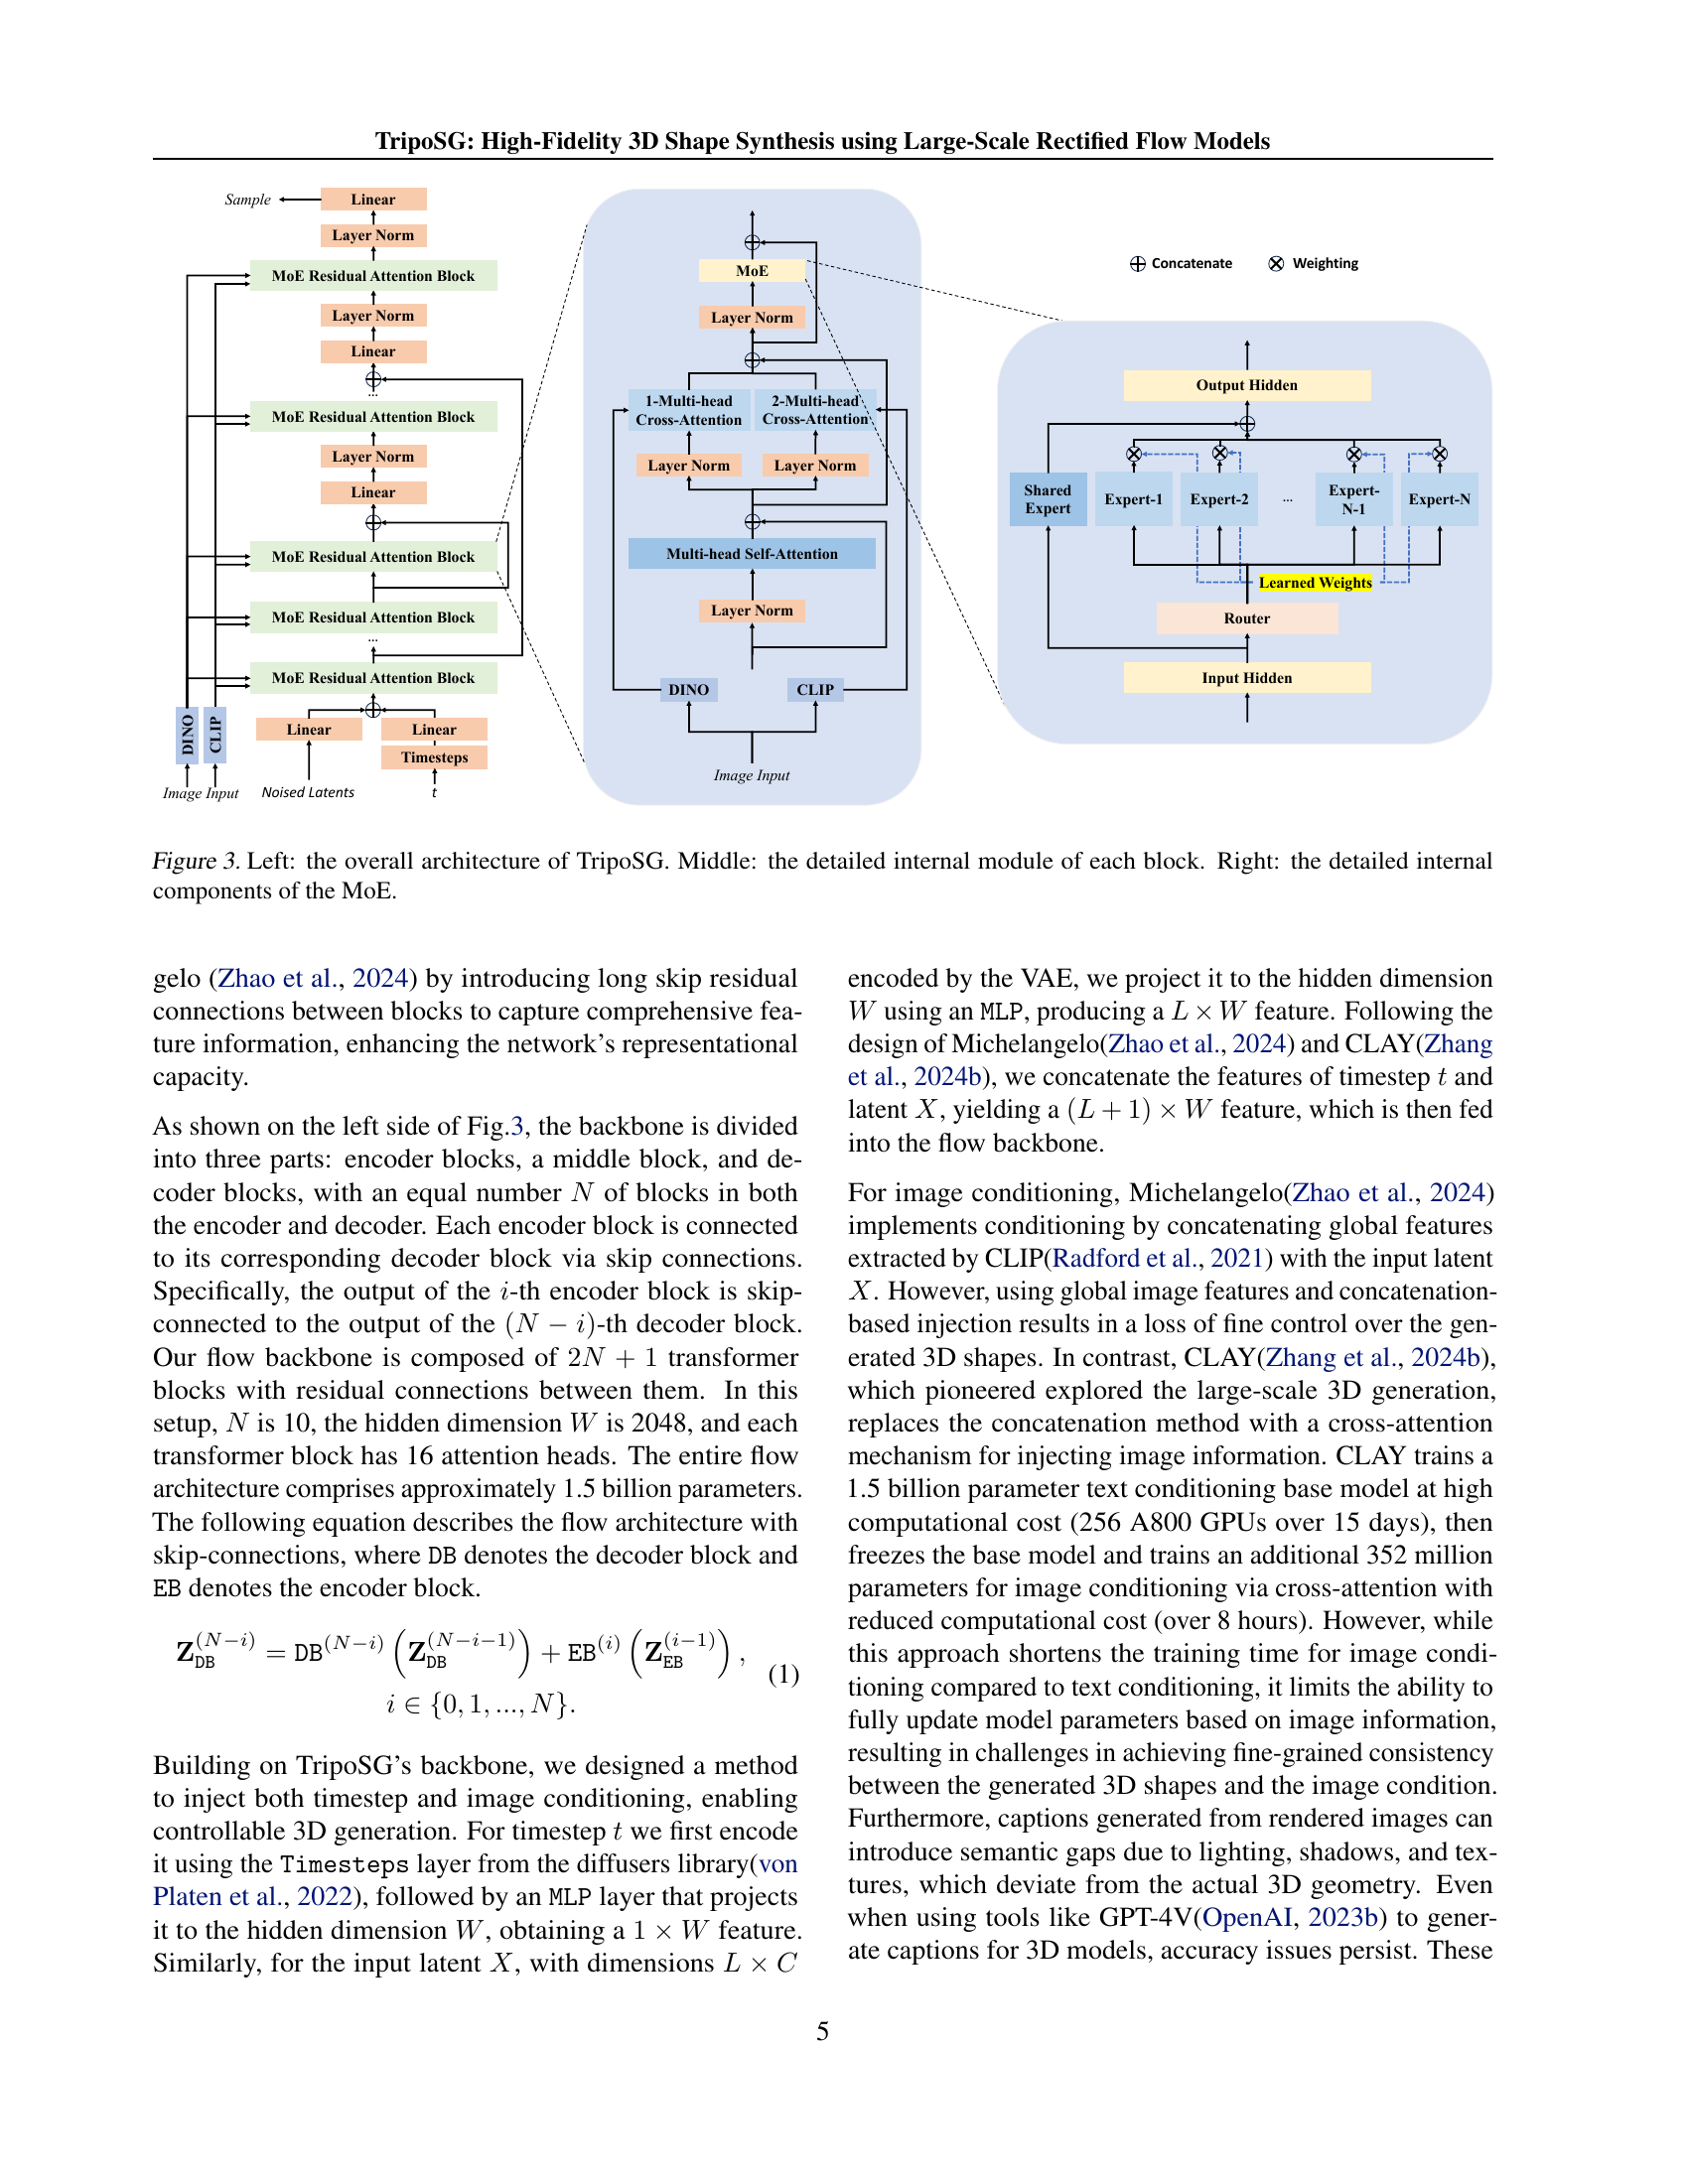 TripoSG: High-Fidelity 3D Shape Synthesis using Large-Scale Rectified Flow Models
Sample
Linear
Layer Norm
MoE Residual Attention Block
Layer Norm
Linear
...
MoE Residual Attention Block
Layer Norm
Linear
MoE Residual Attention Block
MoE Residual Attention Block
...
MoE Residual Attention Block
DINO
CLIP
Linear
Linear
Timesteps
Image Input
Noised Latents
t
MoE
Layer Norm
1-Multi-head
Cross-Attention
2-Multi-head
Cross-Attention
Layer Norm
Layer Norm
Multi-head Self-Attention
Layer Norm
DINO
CLIP
Image Input
Concatenate
Weighting
Output Hidden
Shared
Expert
Expert-1
Expert-2
...
Expert-
N-1
Expert-N
Learned Weights
Router
Input Hidden
Figure 3. Left: the overall architecture of TripoSG. Middle: the detailed internal module of each block. Right: the detailed internal
components of the MoE.
gelo (Zhao et al., 2024) by introducing long skip residual
connections between blocks to capture comprehensive fea-
ture information, enhancing the network's representational
capacity.
As shown on the left side of Fig.3, the backbone is divided
into three parts: encoder blocks, a middle block, and de-
coder blocks, with an equal number N of blocks in both
the encoder and decoder. Each encoder block is connected
to its corresponding decoder block via skip connections.
Specifically, the output of the i-th encoder block is skip-
connected to the output of the (N − i)-th decoder block.
Our flow backbone is composed of 2N + 1 transformer
blocks with residual connections between them. In this
setup, N is 10, the hidden dimension W is 2048, and each
transformer block has 16 attention heads. The entire flow
architecture comprises approximately 1.5 billion parameters.
The following equation describes the flow architecture with
skip-connections, where DB denotes the decoder block and
EB denotes the encoder block.
Z_DB^(N−i) = DB^(N−i) (Z_DB^(N−i−1)) + EB^(i) (Z_EB^(i−1)),
(1)
i ∈ {0, 1, ..., N}.
Building on TripoSG's backbone, we designed a method
to inject both timestep and image conditioning, enabling
controllable 3D generation. For timestep t we first encode
it using the Timesteps layer from the diffusers library(von
Platen et al., 2022), followed by an MLP layer that projects
it to the hidden dimension W, obtaining a 1 × W feature.
Similarly, for the input latent X, with dimensions L × C
encoded by the VAE, we project it to the hidden dimension
W using an MLP, producing a L × W feature. Following the
design of Michelangelo(Zhao et al., 2024) and CLAY(Zhang
et al., 2024b), we concatenate the features of timestep t and
latent X, yielding a (L + 1) × W feature, which is then fed
into the flow backbone.
For image conditioning, Michelangelo(Zhao et al., 2024)
implements conditioning by concatenating global features
extracted by CLIP(Radford et al., 2021) with the input latent
X. However, using global image features and concatenation-
based injection results in a loss of fine control over the gen-
erated 3D shapes. In contrast, CLAY(Zhang et al., 2024b),
which pioneered explored the large-scale 3D generation,
replaces the concatenation method with a cross-attention
mechanism for injecting image information. CLAY trains a
1.5 billion parameter text conditioning base model at high
computational cost (256 A800 GPUs over 15 days), then
freezes the base model and trains an additional 352 million
parameters for image conditioning via cross-attention with
reduced computational cost (over 8 hours). However, while
this approach shortens the training time for image condi-
tioning compared to text conditioning, it limits the ability to
fully update model parameters based on image information,
resulting in challenges in achieving fine-grained consistency
between the generated 3D shapes and the image condition.
Furthermore, captions generated from rendered images can
introduce semantic gaps due to lighting, shadows, and tex-
tures, which deviate from the actual 3D geometry. Even
when using tools like GPT-4V(OpenAI, 2023b) to gener-
ate captions for 3D models, accuracy issues persist. These
5